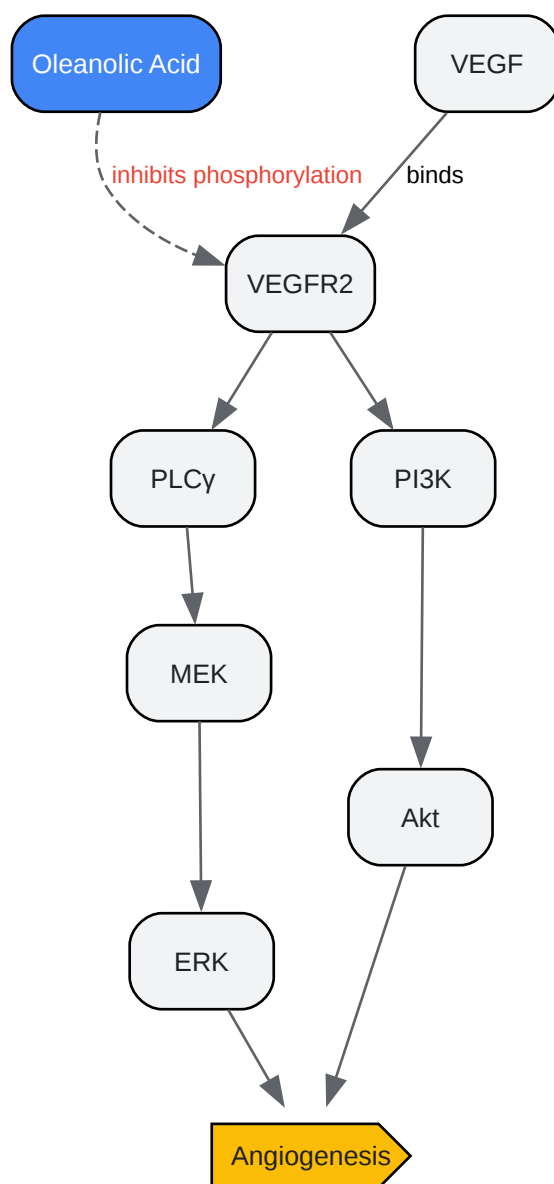 Oleanolic Acid
VEGF
inhibits phosphorylation
binds
VEGFR2
PLCγ
PI3K
MEK
Akt
ERK
Angiogenesis